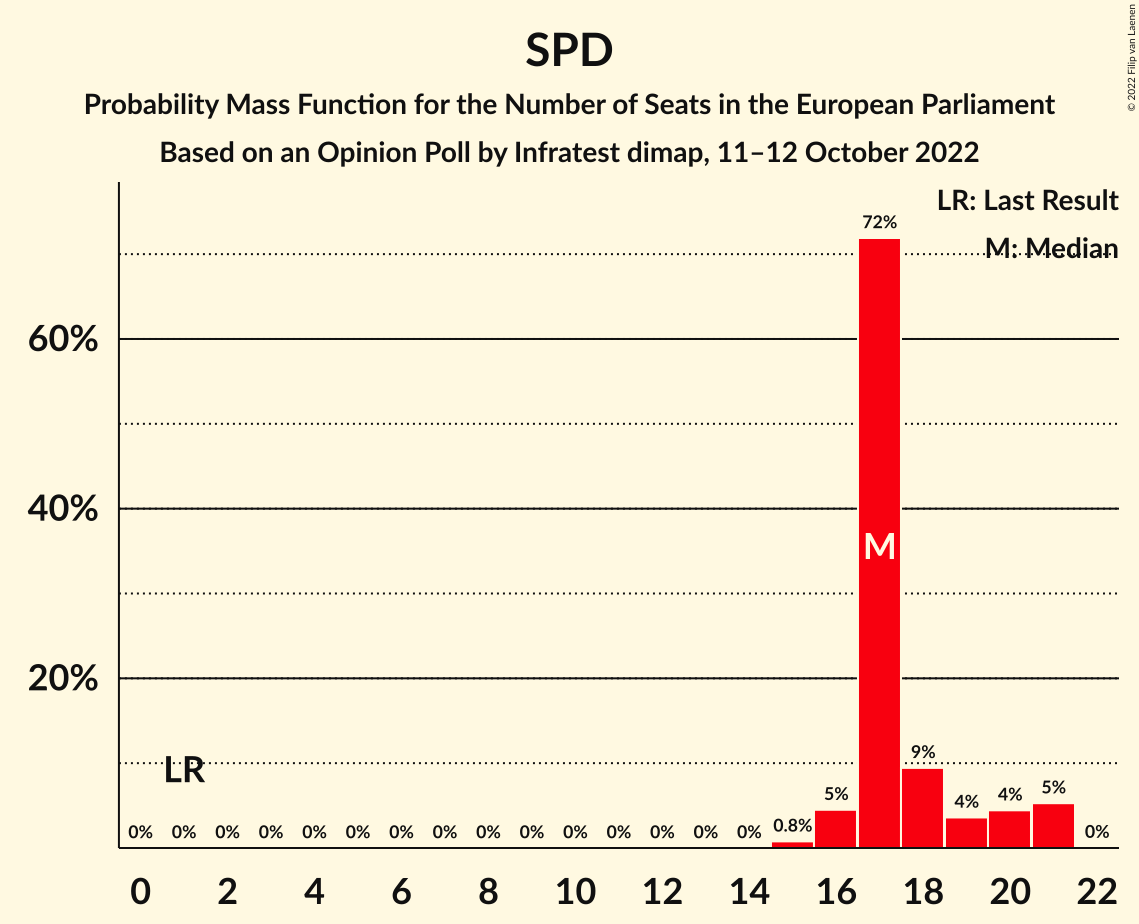 SPD
Probability Mass Function for the Number of Seats in the European Parliament
Based on an Opinion Poll by Infratest dimap, 11–12 October 2022
© 2022 Filip van Laenen
LR: Last Result
M: Median
72%
60%
40%
M
20%
LR
0% 0% 0% 0% 0% 0% 0% 0% 0% 0% 0% 0% 0% 0% 0% 0.8% 5% 9% 4% 4% 5% 0%
0 2 4 6 8 10 12 14 16 18 20 22